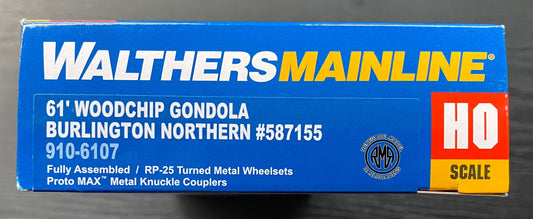 WALTHERSMAINLINE®
61' WOODCHIP GONDOLA
BURLINGTON NORTHERN #587155
910-6107
Fully Assembled / RP-25 Turned Metal Wheelsets
Proto MAX™ Metal Knuckle Couplers
HO
SCALE